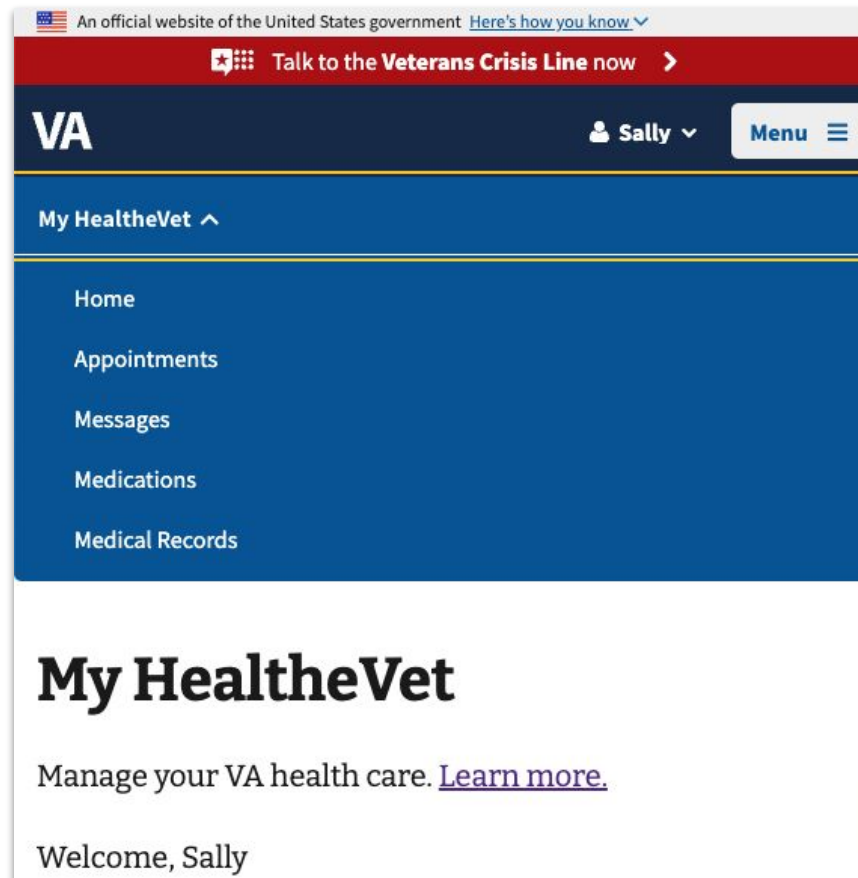 An official website of the United States government Here's how you know
Talk to the Veterans Crisis Line now
VA Sally Menu
My HealtheVet
Home
Appointments
Messages
Medications
Medical Records
My HealtheVet
Manage your VA health care. Learn more.
Welcome, Sally